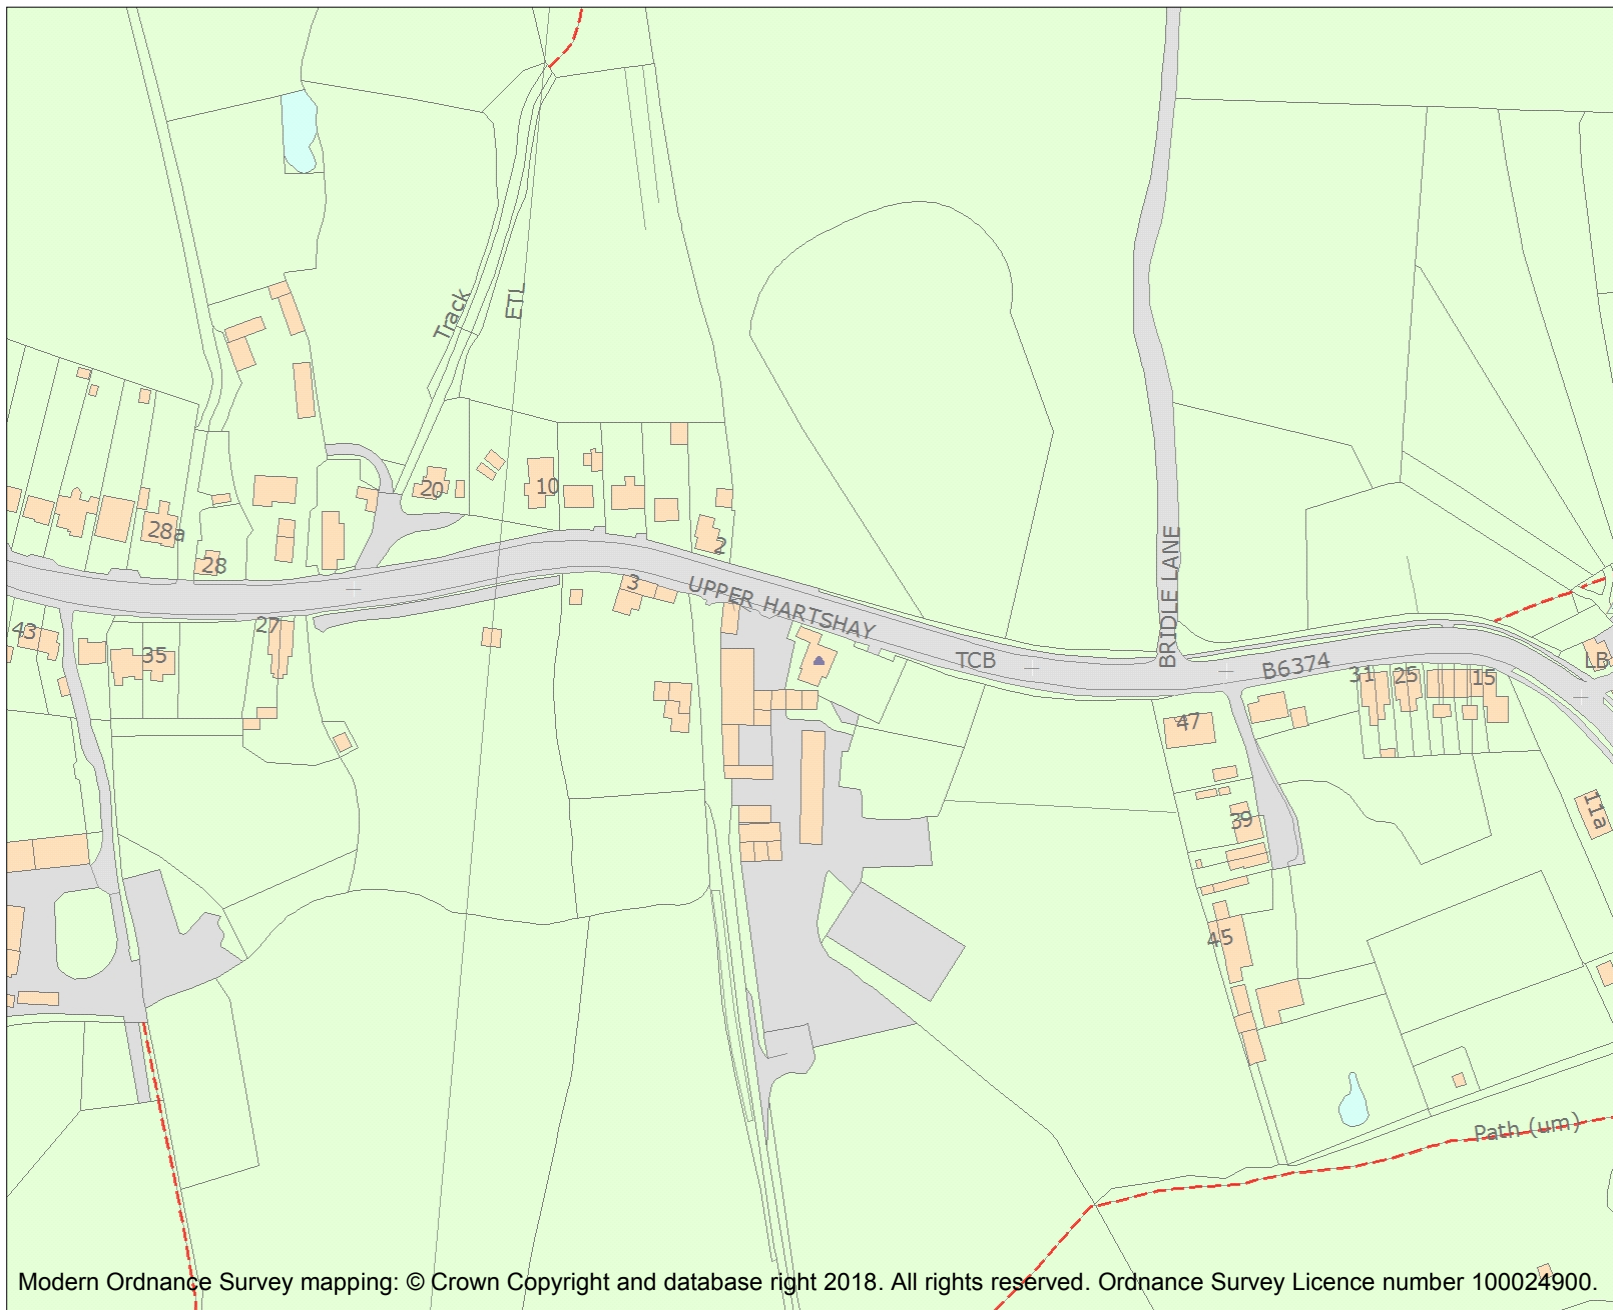 Track
ETL
20
10
28a
28
2
3
UPPER HARTSHAY
43
27
35
TCB
BRIDLE LANE
B6374
LB
31
25
15
47
39
11a
45
Path (um)
Modern Ordnance Survey mapping: © Crown Copyright and database right 2018. All rights reserved. Ordnance Survey Licence number 100024900.